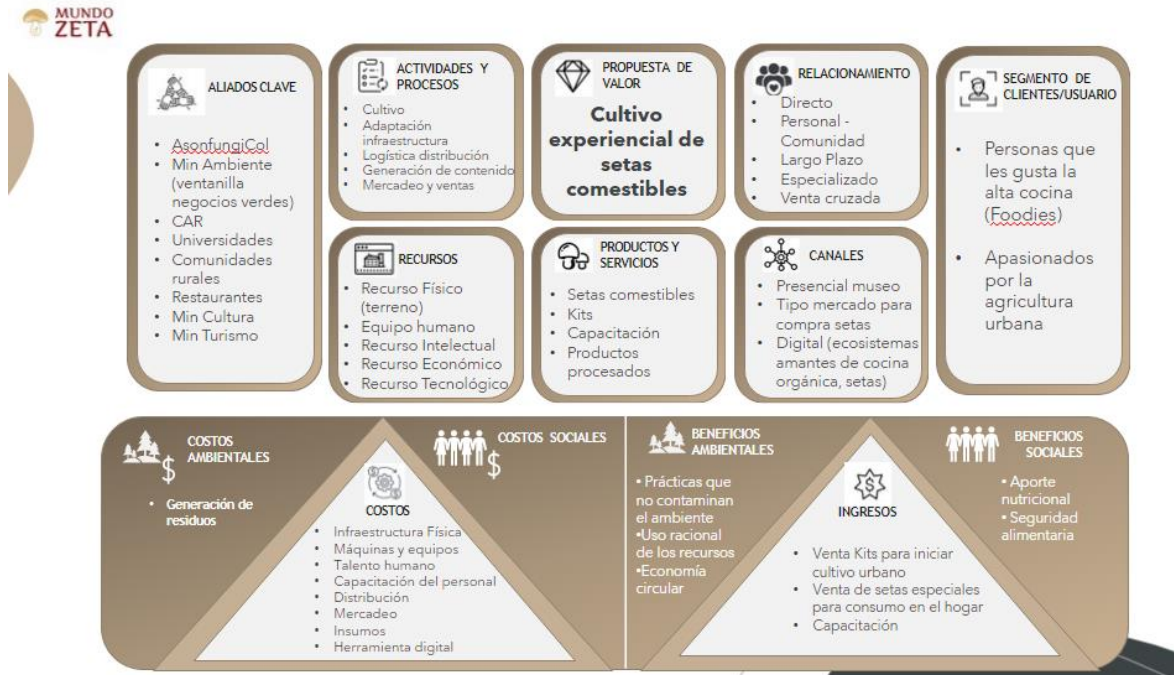 MUNDO
ZETA
ALIADOS CLAVE
• AsonfungiCol
• Min Ambiente
(ventanilla
negocios verdes)
• CAR
• Universidades
• Comunidades
rurales
• Restaurantes
• Min Cultura
• Min Turismo
ACTIVIDADES Y
PROCESOS
• Cultivo
• Adaptación
infraestructura
• Logística distribución
• Generación de contenido
• Mercadeo y ventas
RECURSOS
• Recurso Físico
(terreno)
• Equipo humano
• Recurso Intelectual
• Recurso Económico
• Recurso Tecnológico
PROPUESTA DE
VALOR
Cultivo
experiencial de
setas
comestibles
PRODUCTOS Y
SERVICIOS
• Setas comestibles
• Kits
• Capacitación
• Productos
procesados
RELACIONAMIENTO
• Directo
• Personal -
Comunidad
• Largo Plazo
• Especializado
• Venta cruzada
CANALES
• Presencial museo
• Tipo mercado para
compra setas
• Digital (ecosistemas
amantes de cocina
orgánica, setas)
SEGMENTO DE
CLIENTES/USUARIO
• Personas que
les gusta la
alta cocina
(Foodies)
• Apasionados
por la
agricultura
urbana
COSTOS
AMBIENTALES
$
• Generación de
residuos
COSTOS SOCIALES
$
COSTOS
• Infraestructura Física
• Máquinas y equipos
• Talento humano
• Capacitación del personal
• Distribución
• Mercadeo
• Insumos
• Herramienta digital
BENEFICIOS
AMBIENTALES
• Prácticas que
no contaminan
el ambiente
•Uso racional
de los recursos
•Economía
circular
$
INGRESOS
• Venta Kits para iniciar
cultivo urbano
• Venta de setas especiales
para consumo en el hogar
• Capacitación
BENEFICIOS
SOCIALES
• Aporte
nutricional
• Seguridad
alimentaria